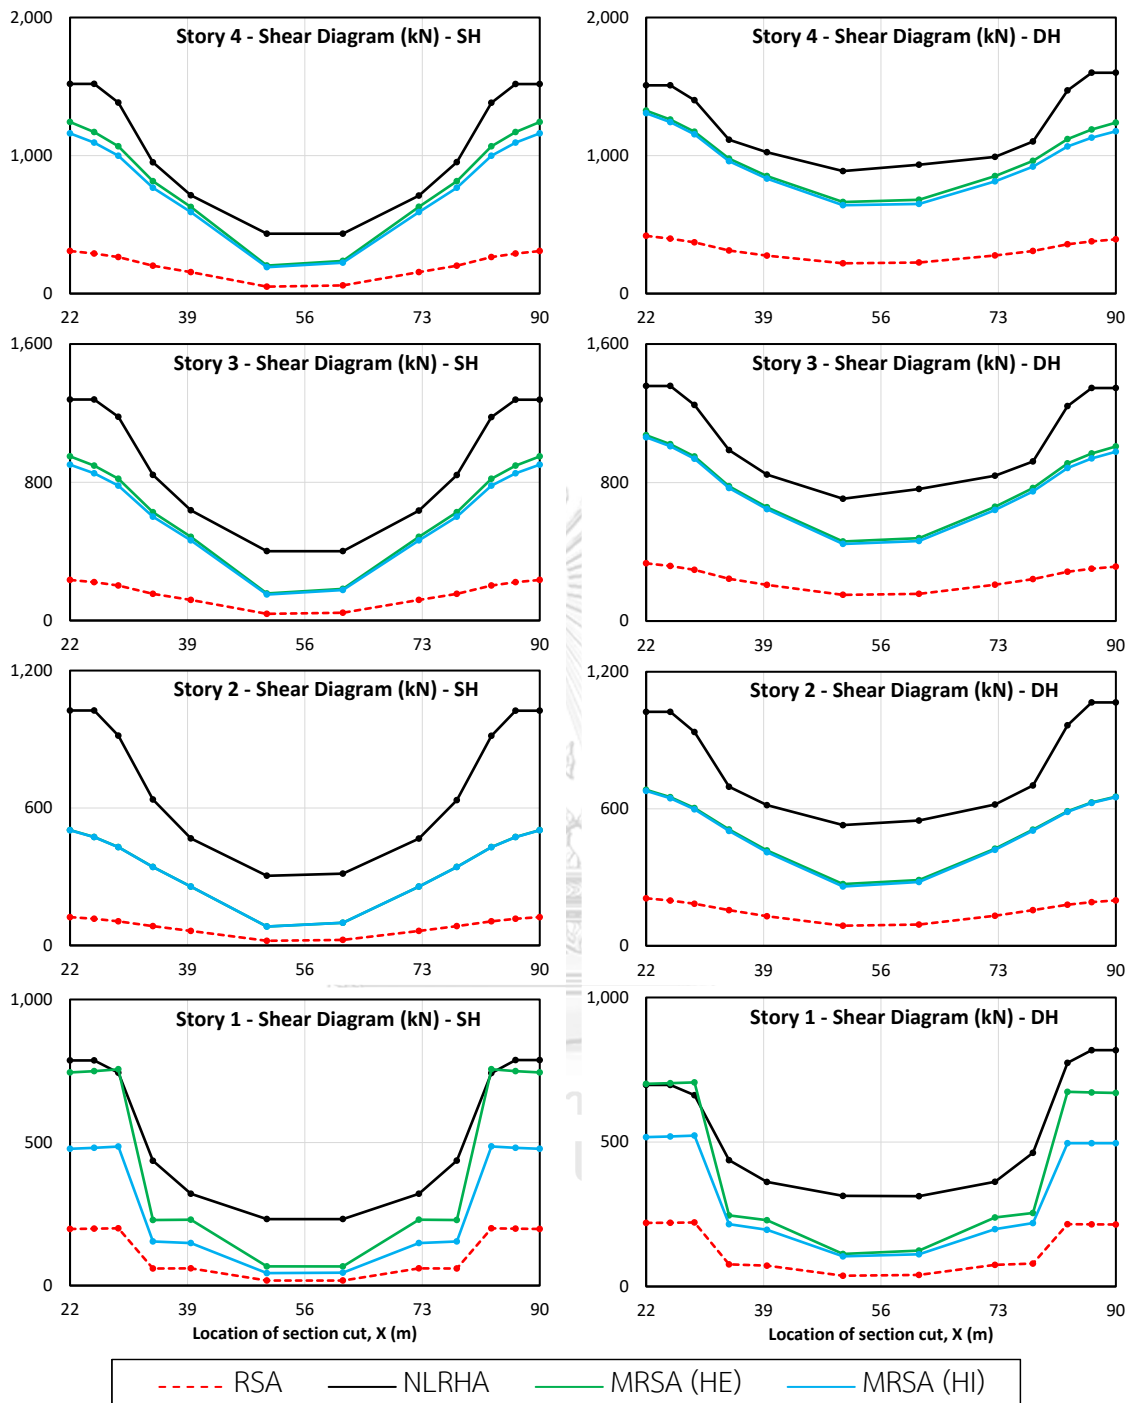 Story 4 - Shear Diagram (kN) - SH
2,000
1,000
0
22 39 56 73 90
Story 4 - Shear Diagram (kN) - DH
2,000
1,000
0
22 39 56 73 90
Story 3 - Shear Diagram (kN) - SH
1,600
800
0
22 39 56 73 90
Story 3 - Shear Diagram (kN) - DH
1,600
800
0
22 39 56 73 90
Story 2 - Shear Diagram (kN) - SH
1,200
600
0
22 39 56 73 90
Story 2 - Shear Diagram (kN) - DH
1,200
600
0
22 39 56 73 90
Story 1 - Shear Diagram (kN) - SH
1,000
500
0
22 39 56 73 90
Location of section cut, X (m)
Story 1 - Shear Diagram (kN) - DH
1,000
500
0
22 39 56 73 90
Location of section cut, X (m)
RSA NLRHA MRSA (HE) MRSA (HI)